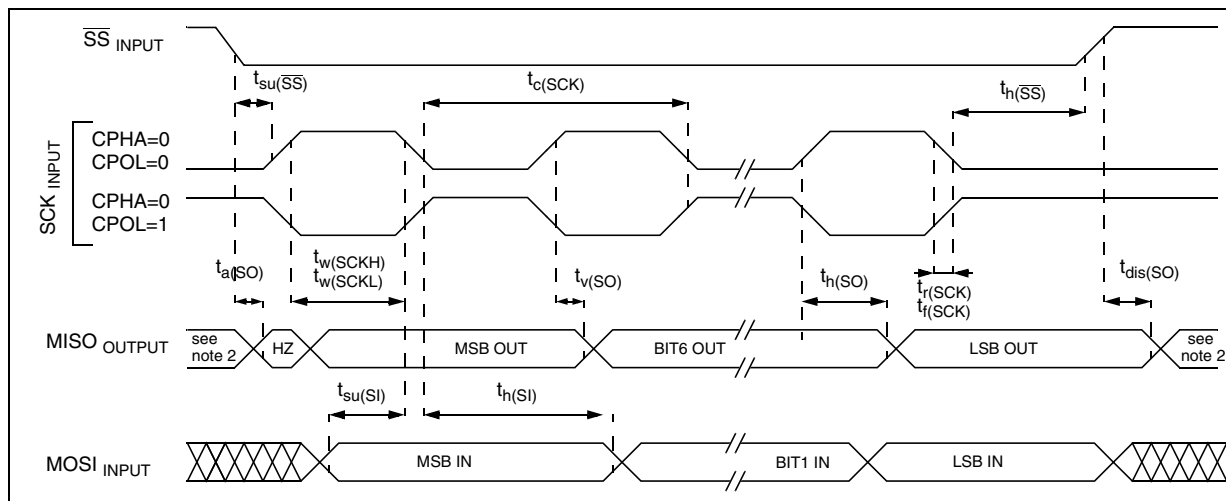 SS INPUT
tsu(SS)
tc(SCK)
th(SS)
SCK INPUT
CPHA=0
CPOL=0
CPHA=0
CPOL=1
ta(SO)
tw(SCKH)
tw(SCKL)
tv(SO)
th(SO)
tr(SCK)
tf(SCK)
tdis(SO)
MISO OUTPUT
see note 2
HZ
MSB OUT
BIT6 OUT
LSB OUT
see note 2
tsu(SI)
th(SI)
MOSI INPUT
MSB IN
BIT1 IN
LSB IN